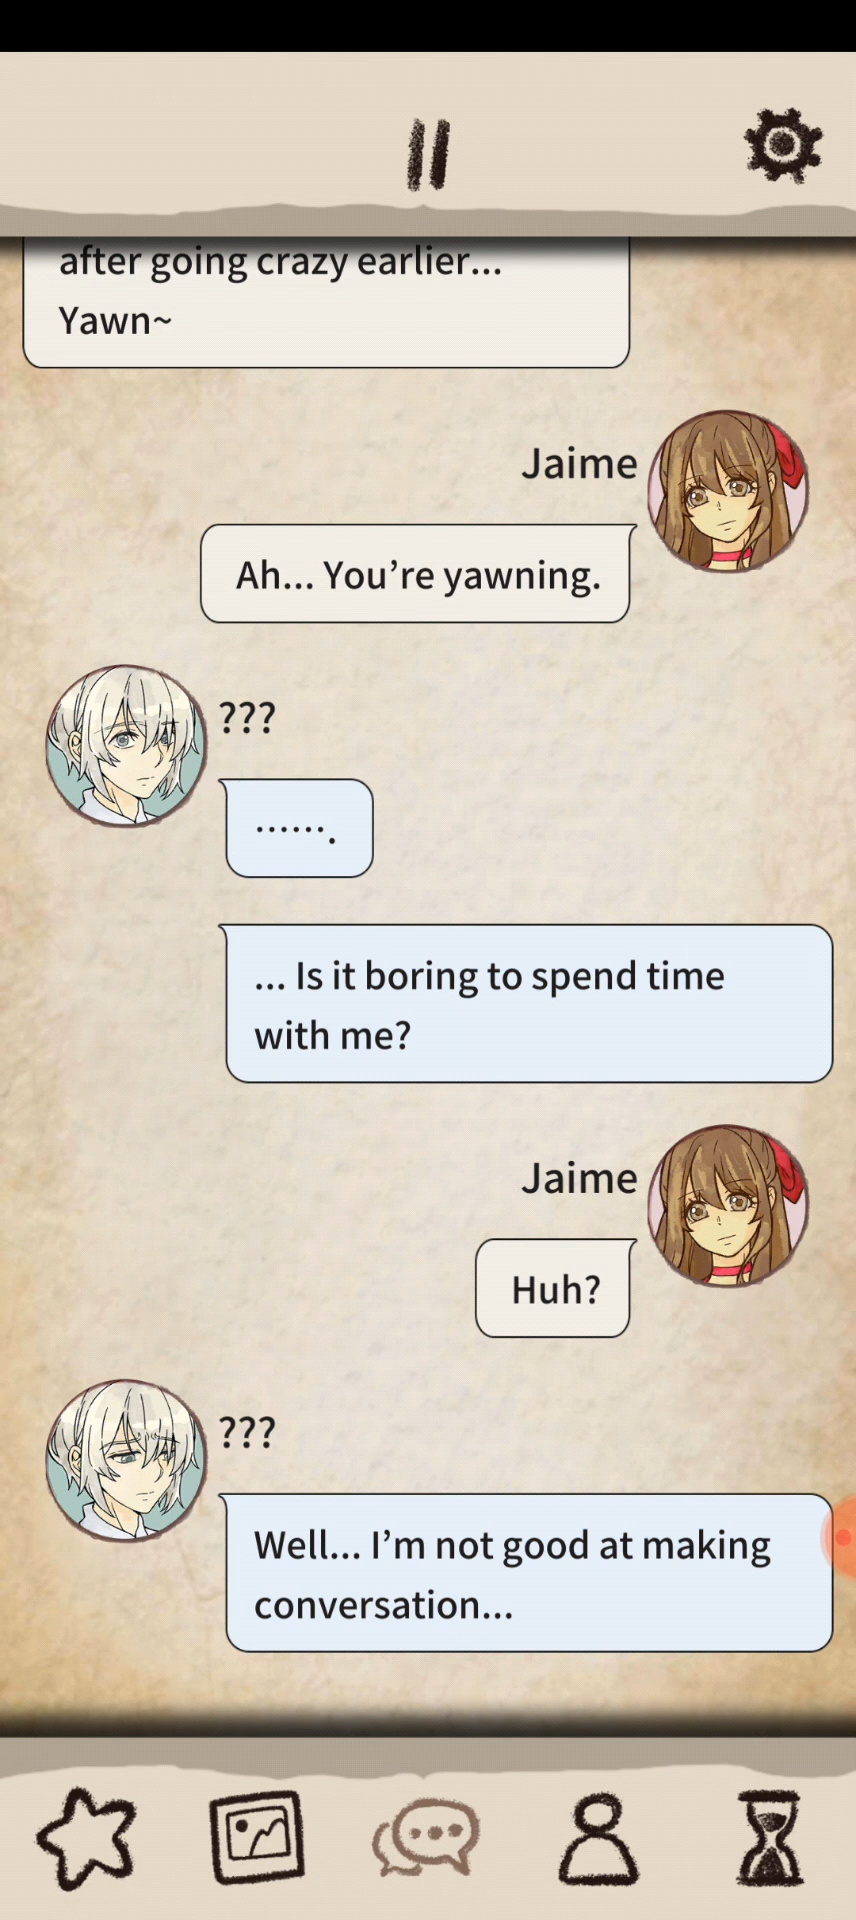 after going crazy earlier...
Yawn~
Jaime
Ah... You’re yawning.
???
…….
... Is it boring to spend time
with me?
Jaime
Huh?
???
Well... I’m not good at making
conversation...